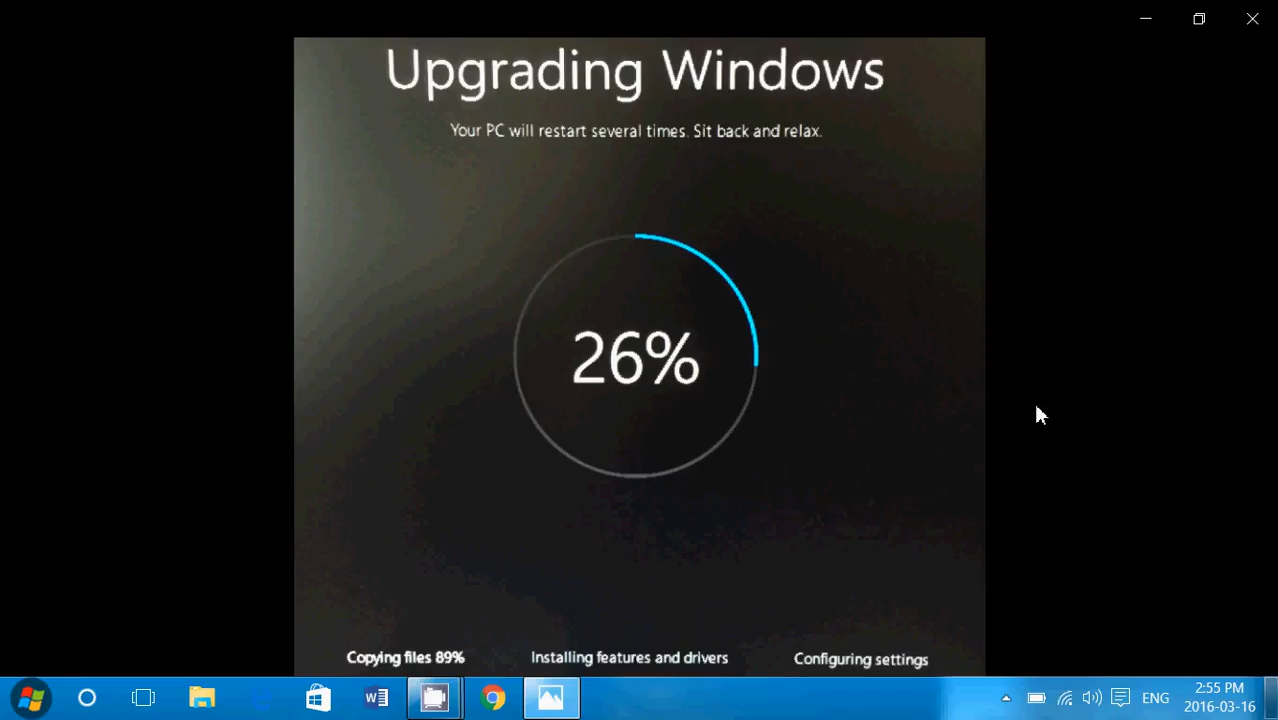 Upgrading Windows
Your PC will restart several times. Sit back and relax.
26%
Copying files 89%
Installing features and drivers
Configuring settings
ENG
2:55 PM
2016-03-16